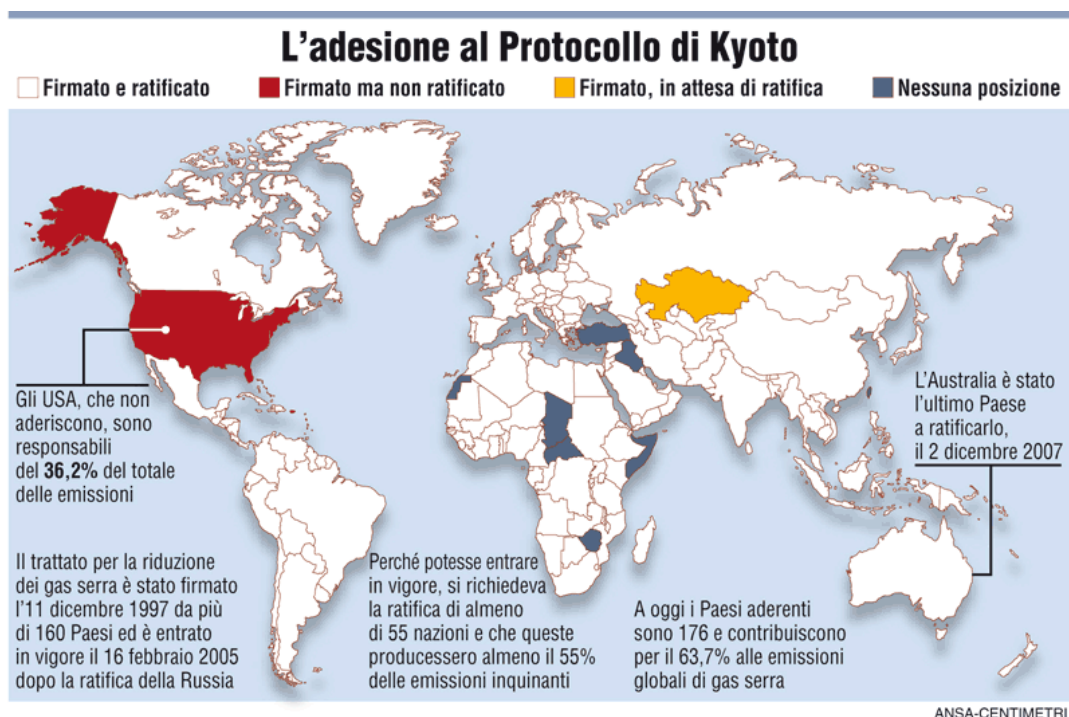 L'adesione al Protocollo di Kyoto
Firmato e ratificato
Firmato ma non ratificato
Firmato, in attesa di ratifica
Nessuna posizione
Gli USA, che non
aderiscono, sono
responsabili
del 36,2% del totale
delle emissioni
L'Australia è stato
l'ultimo Paese
a ratificarlo,
il 2 dicembre 2007
Il trattato per la riduzione
dei gas serra è stato firmato
l'11 dicembre 1997 da più
di 160 Paesi ed è entrato
in vigore il 16 febbraio 2005
dopo la ratifica della Russia
Perché potesse entrare
in vigore, si richiedeva
la ratifica di almeno
di 55 nazioni e che queste
producessero almeno il 55%
delle emissioni inquinanti
A oggi i Paesi aderenti
sono 176 e contribuiscono
per il 63,7% alle emissioni
globali di gas serra
ANSA-CENTIMETRI